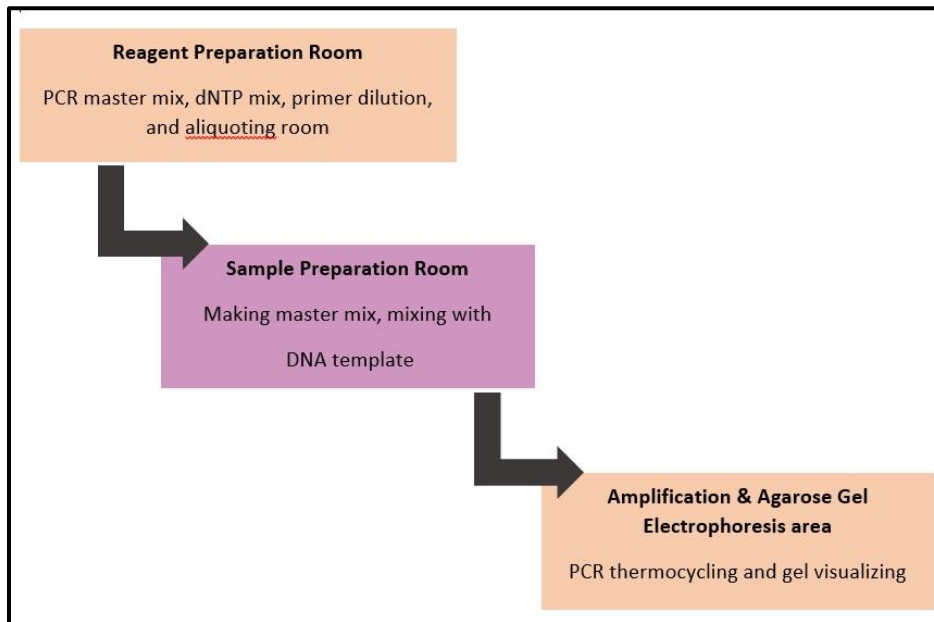 Reagent Preparation Room
PCR master mix, dNTP mix, primer dilution,
and aliquoting room
Sample Preparation Room
Making master mix, mixing with
DNA template
Amplification & Agarose Gel
Electrophoresis area
PCR thermocycling and gel visualizing